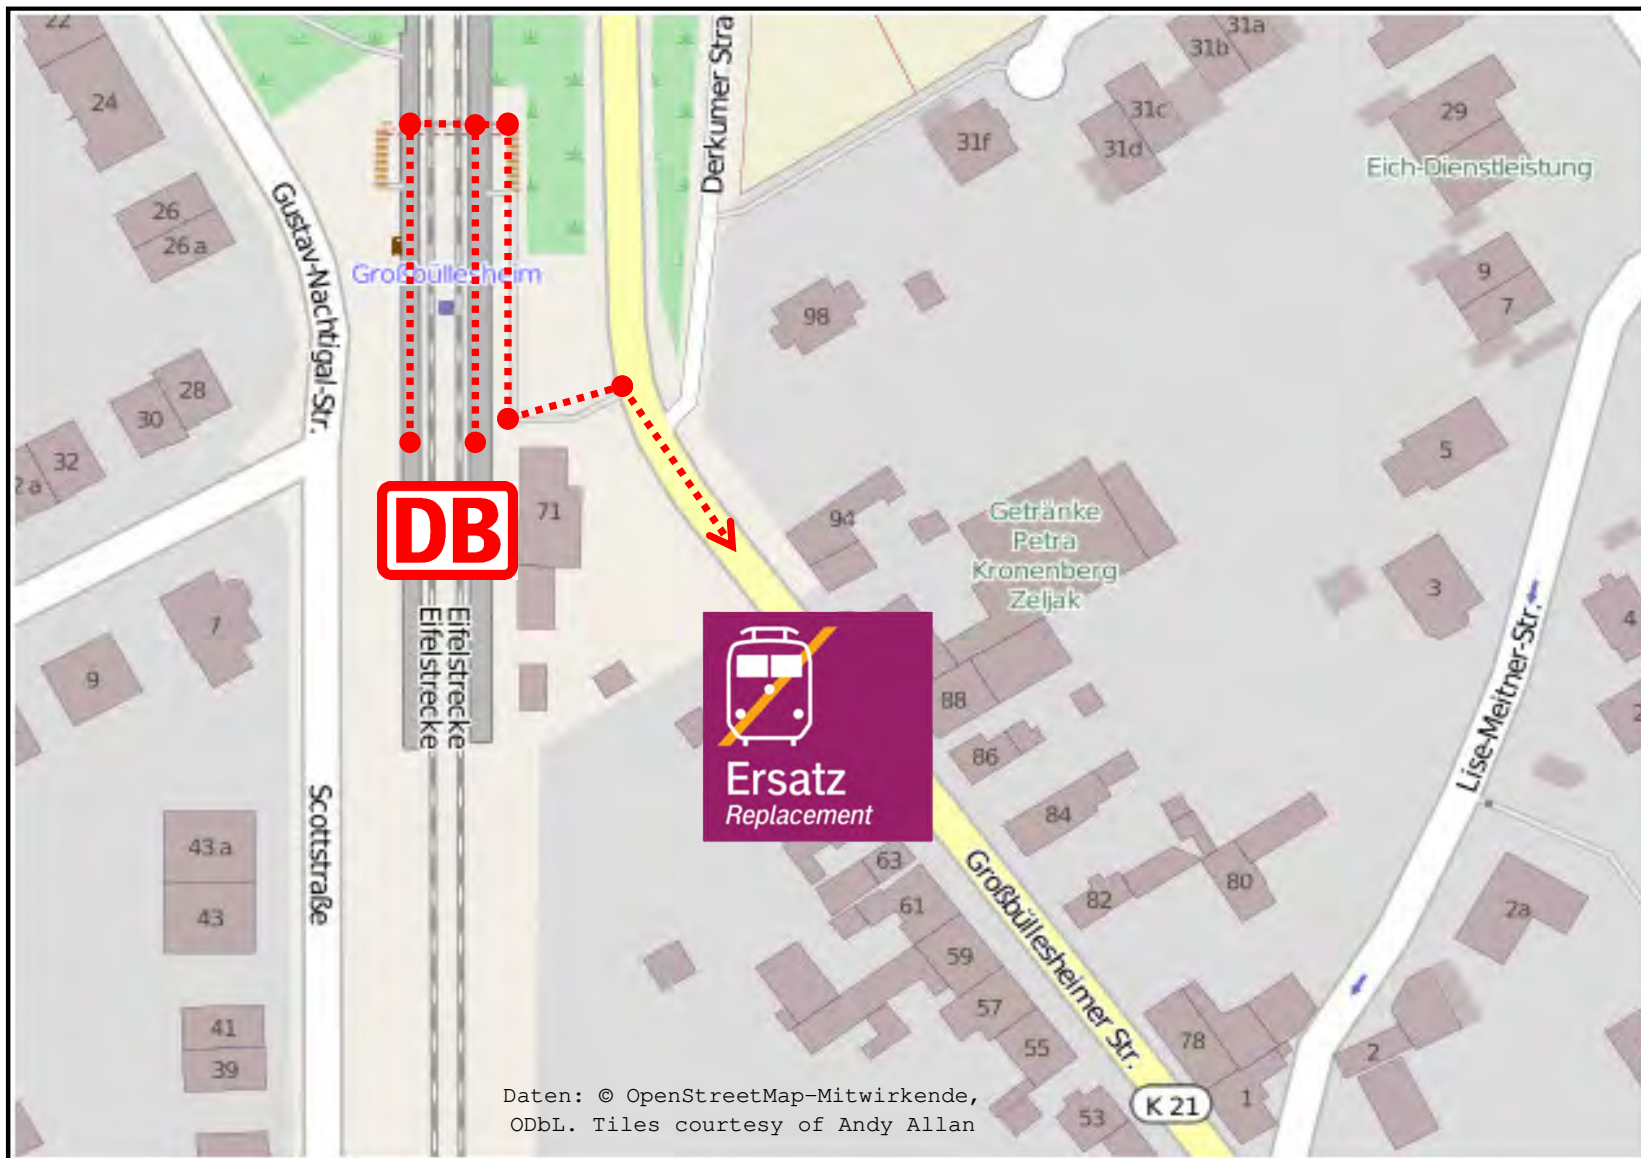 22
24
26
26 a
28
30
32
2 a
7
9
43 a
43
41
39
Gustav-Nachtigal-Str.
Scottstraße
Großbüllesheim
DB
Eifelstrecke
Eifelstrecke
71
Derkumer Stra
31a
31b
31c
31d
31f
29
Eich-Dienstleistung
9
7
98
5
3
4
2
94
Getränke
Petra
Kronenberg
Zeljak
Ersatz
Replacement
88
86
84
82
80
63
61
59
57
55
53
78
1
2
2a
Lise-Meitner-Str.
Großbüllesheimer Str.
K 21
Daten: © OpenStreetMap-Mitwirkende,
ODbL. Tiles courtesy of Andy Allan